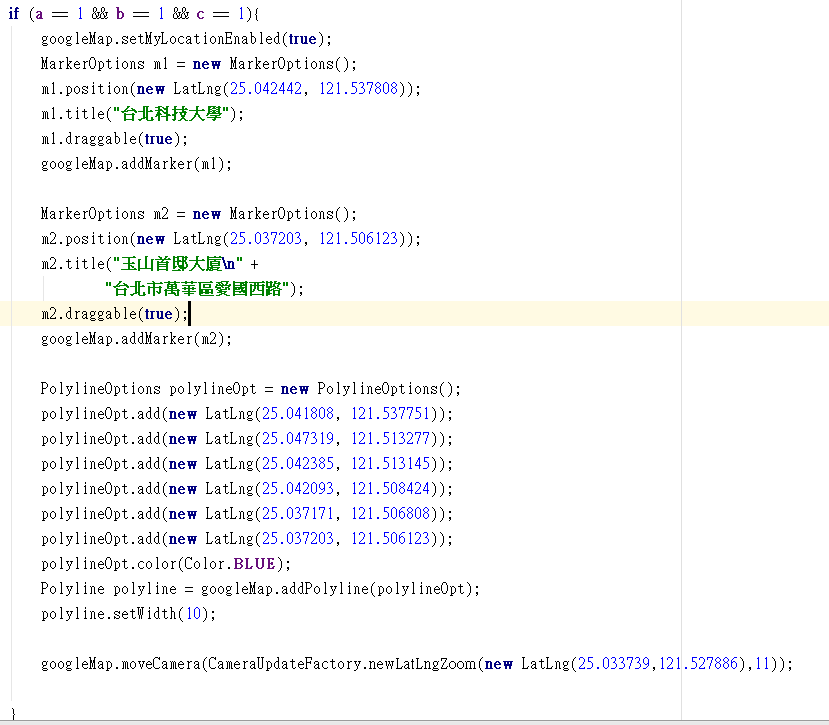 if (a == 1 && b == 1 && c == 1){
googleMap.setMyLocationEnabled(true);
MarkerOptions m1 = new MarkerOptions();
m1.position(new LatLng(25.042442, 121.537808));
m1.title("台北科技大學");
m1.draggable(true);
googleMap.addMarker(m1);
MarkerOptions m2 = new MarkerOptions();
m2.position(new LatLng(25.037203, 121.506123));
m2.title("玉山首邸大廈\n" +
"台北市萬華區愛國西路");
m2.draggable(true);
googleMap.addMarker(m2);
PolylineOptions polylineOpt = new PolylineOptions();
polylineOpt.add(new LatLng(25.041808, 121.537751));
polylineOpt.add(new LatLng(25.047319, 121.513277));
polylineOpt.add(new LatLng(25.042385, 121.513145));
polylineOpt.add(new LatLng(25.042093, 121.508424));
polylineOpt.add(new LatLng(25.037171, 121.506808));
polylineOpt.add(new LatLng(25.037203, 121.506123));
polylineOpt.color(Color.BLUE);
Polyline polyline = googleMap.addPolyline(polylineOpt);
polyline.setWidth(10);
googleMap.moveCamera(CameraUpdateFactory.newLatLngZoom(new LatLng(25.033739,121.527886),11));
}